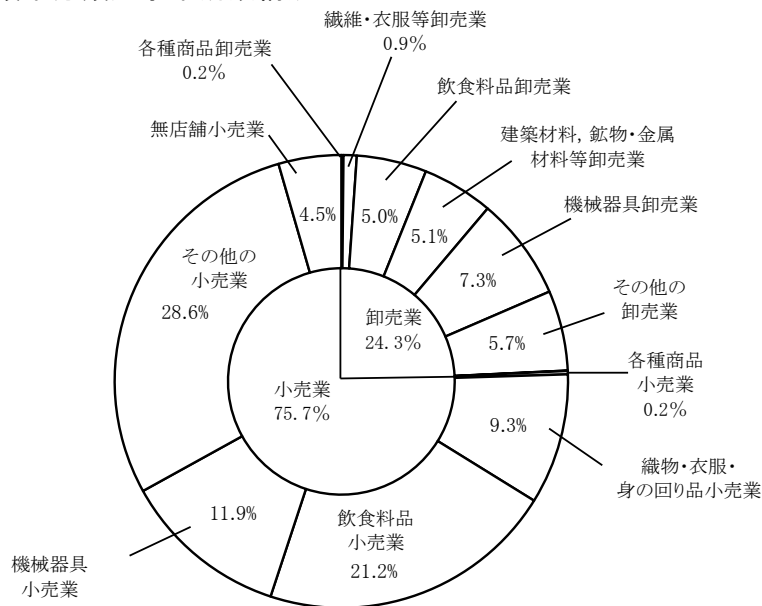 繊維・衣服等卸売業
0.9%
各種商品卸売業
0.2%
飲食料品卸売業
無店舗小売業
建築材料, 鉱物・金属
材料等卸売業
機械器具卸売業
4.5%
5.0%
5.1%
7.3%
その他の
小売業
28.6%
その他の
卸売業
卸売業
24.3%
5.7%
各種商品
小売業
0.2%
小売業
75.7%
9.3%
織物・衣服・
身の回り品小売業
11.9%
飲食料品
小売業
21.2%
機械器具
小売業